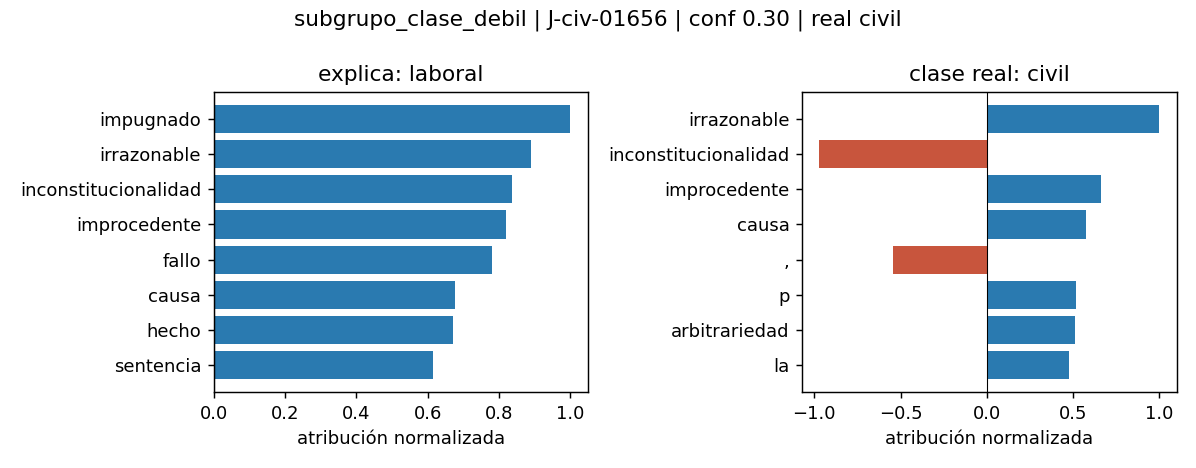 subgrupo_clase_debil | J-civ-01656 | conf 0.30 | real civil
explica: laboral
impugnado
irrazonable
inconstitucionalidad
improcedente
fallo
causa
hecho
sentencia
0.0 0.2 0.4 0.6 0.8 1.0
atribución normalizada
clase real: civil
irrazonable
inconstitucionalidad
improcedente
causa
,
p
arbitrariedad
la
−1.0 −0.5 0.0 0.5 1.0
atribución normalizada